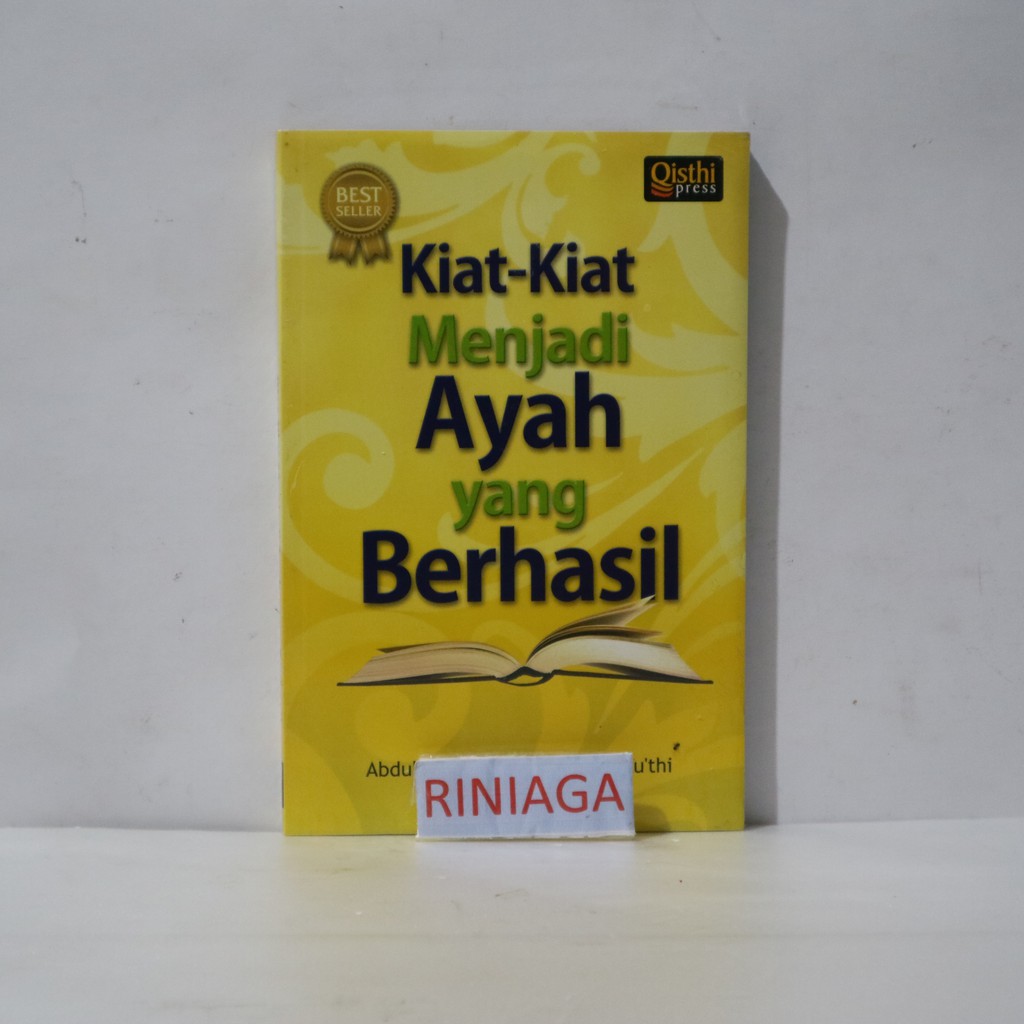 BEST
SELLER
Qisthi
press
Kiat-Kiat
Menjadi
Ayah
yang
Berhasil
RINIAGA